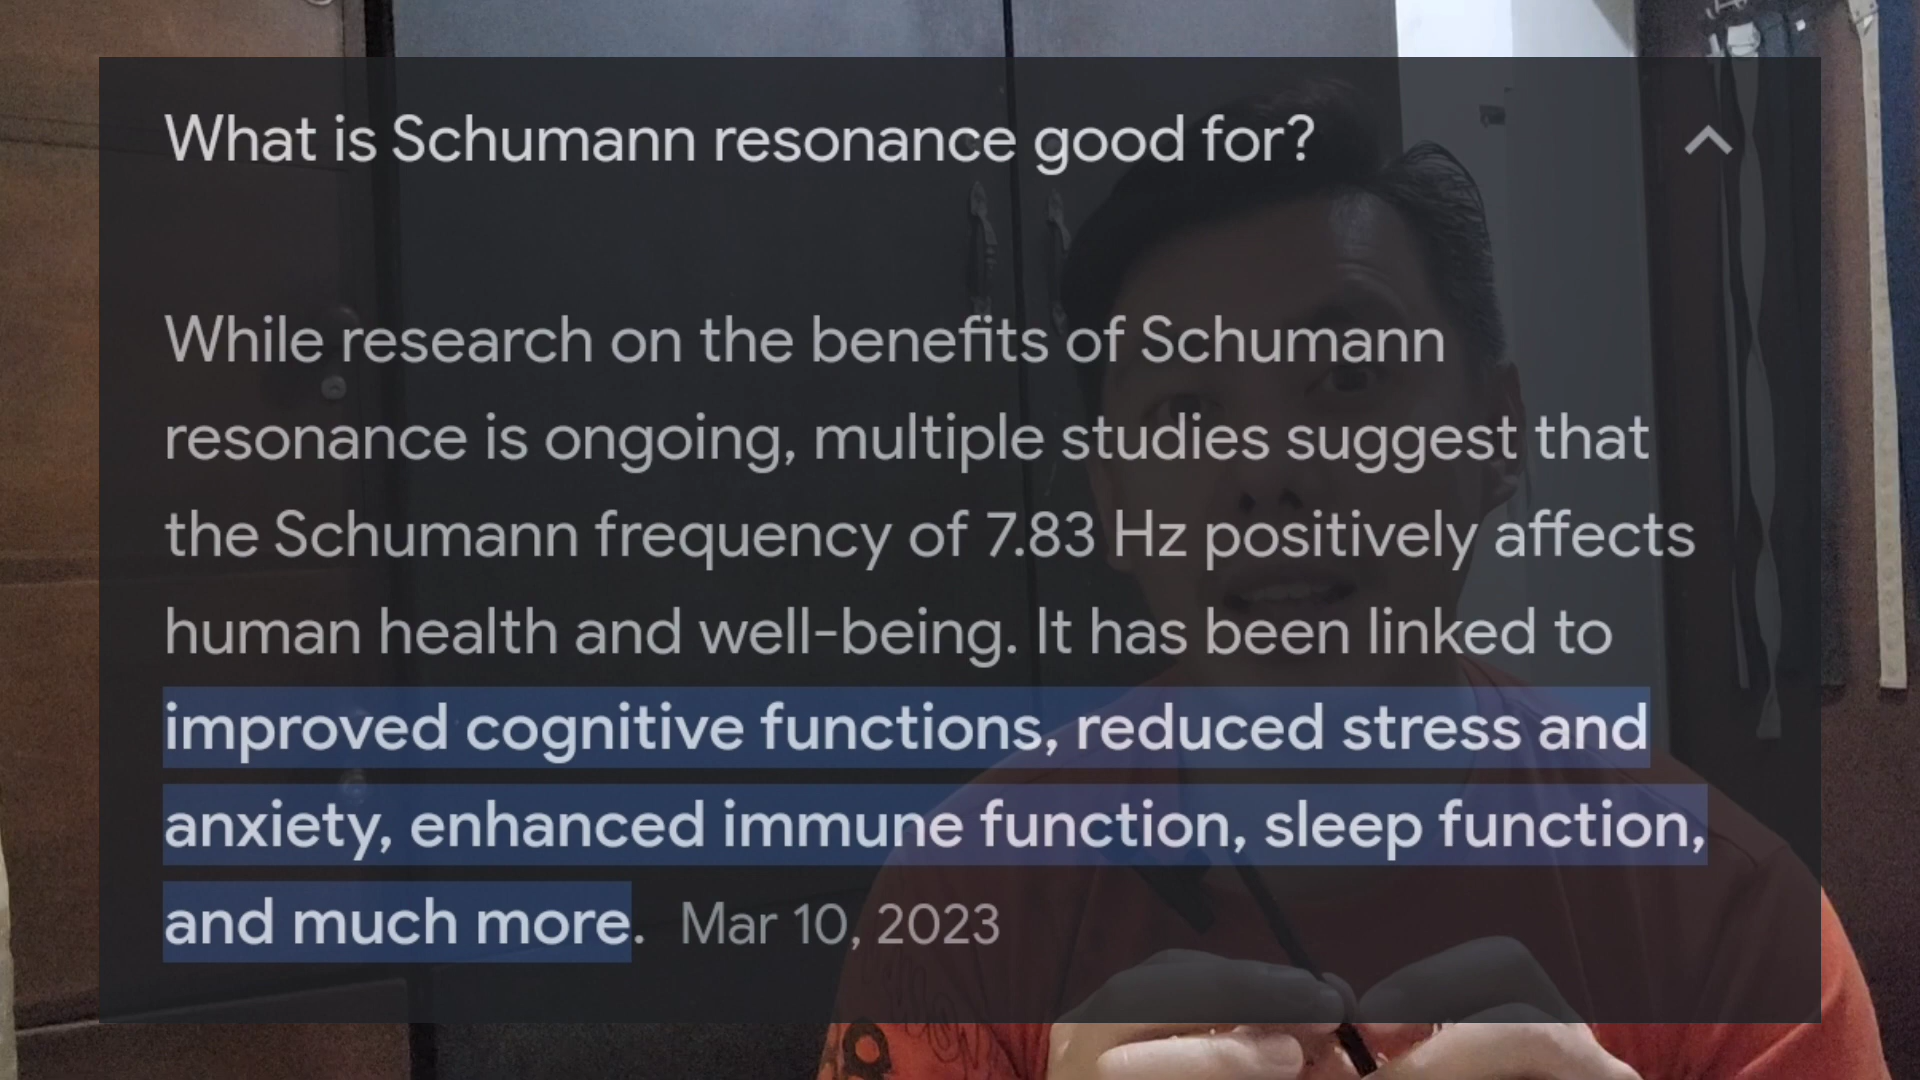 What is Schumann resonance good for?
While research on the benefits of Schumann
resonance is ongoing, multiple studies suggest that
the Schumann frequency of 7.83 Hz positively affects
human health and well-being. It has been linked to
improved cognitive functions, reduced stress and
anxiety, enhanced immune function, sleep function,
and much more. Mar 10, 2023